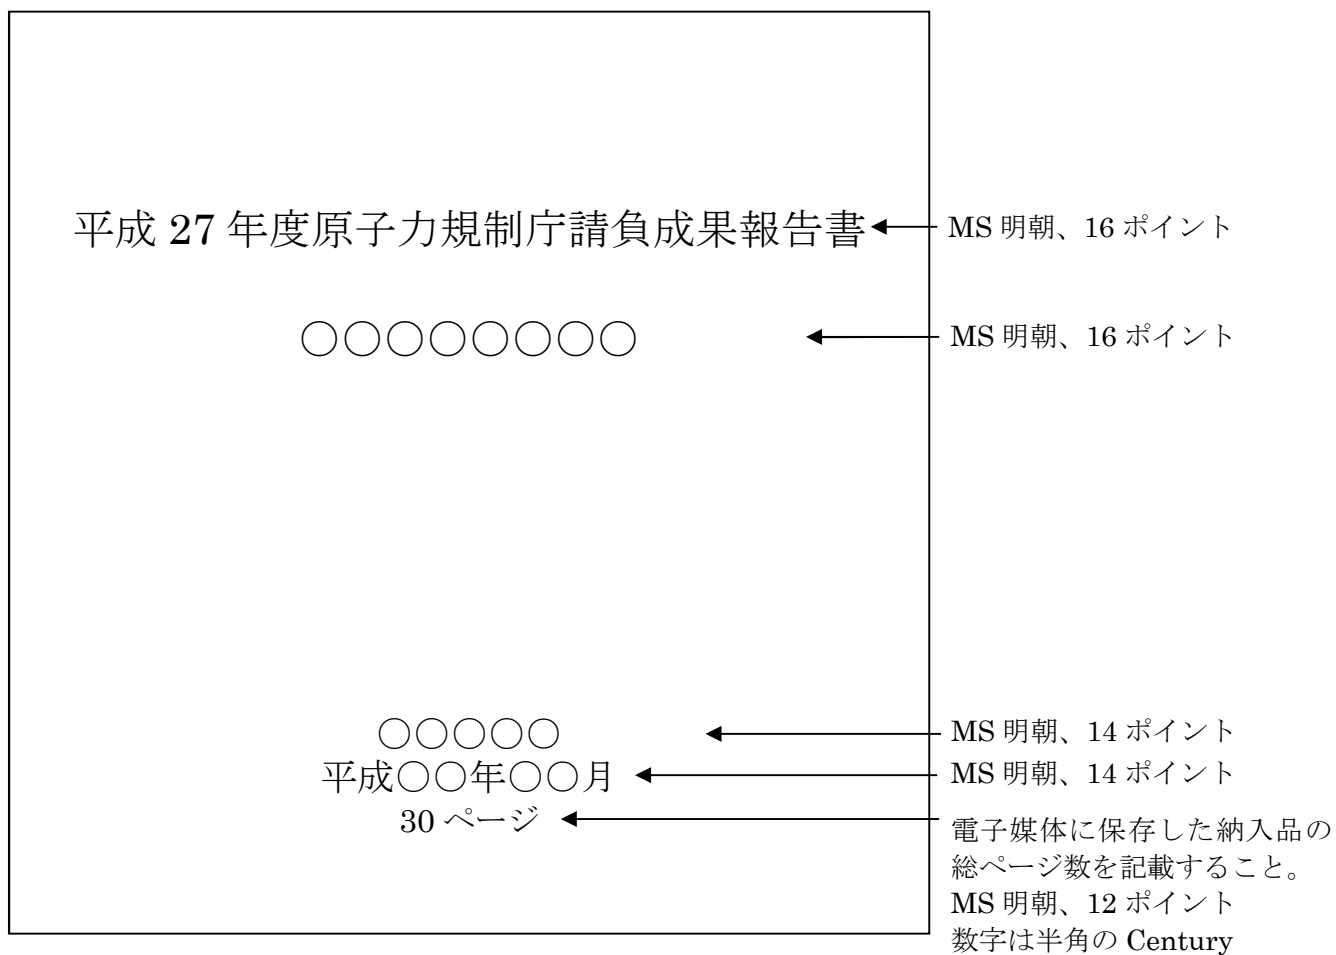 平成 27 年度原子力規制庁請負成果報告書
MS 明朝、16 ポイント
○○○○○○○○
MS 明朝、16 ポイント
○○○○○
MS 明朝、14 ポイント
平成○○年○○月
MS 明朝、14 ポイント
30 ページ
電子媒体に保存した納入品の
総ページ数を記載すること。
MS 明朝、12 ポイント
数字は半角の Century